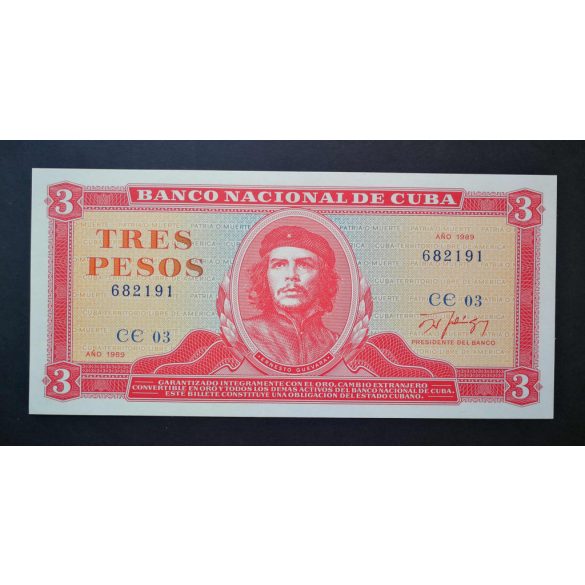 BANCO NACIONAL DE CUBA
3 3
TRES
PESOS
682191
CЄ 03
AÑO 1989
AÑO 1989
682191
CЄ 03
PRESIDENTE DEL BANCO
ERNESTO GUEVARA
3 3
GARANTIZADO INTEGRAMENTE CON EL ORO, CAMBIO EXTRANJERO
CONVERTIBLE EN ORO Y TODOS LOS DEMAS ACTIVOS DEL BANCO NACIONAL DE CUBA.
ESTE BILLETE CONSTITUYE UNA OBLIGACION DEL ESTADO CUBANO.